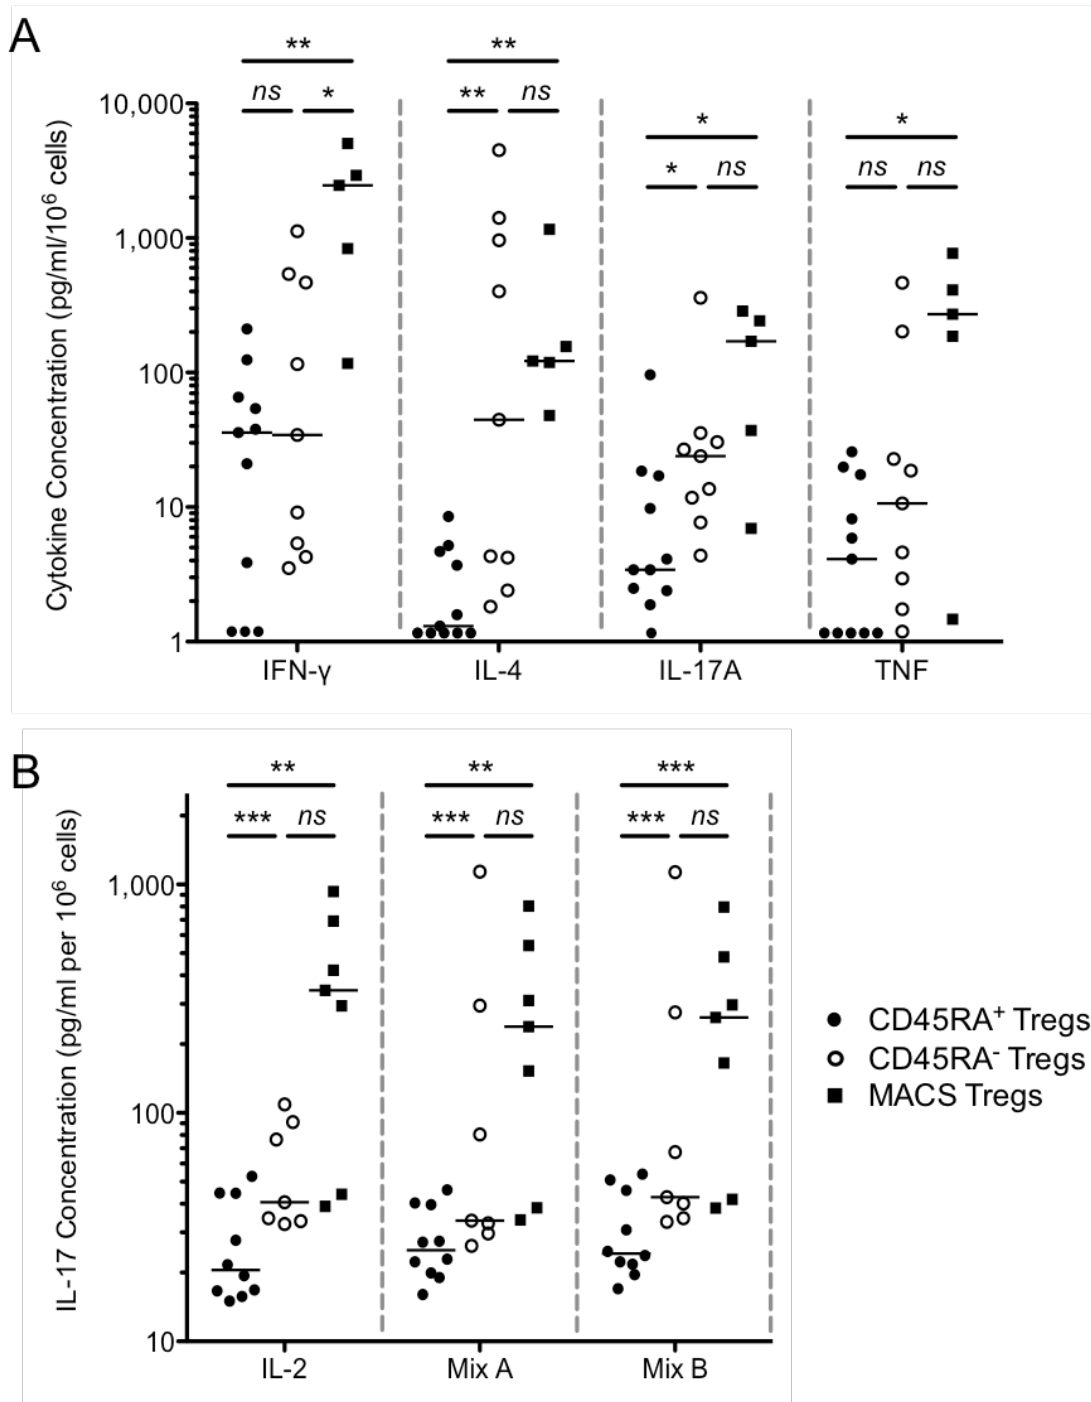 A
** **
ns * ** ns
* *
* ns ns ns
Cytokine Concentration (pg/ml/10⁶ cells)
10,000
1,000
100
10
1
IFN-γ IL-4 IL-17A TNF
B
** ** ***
*** ns *** ns *** ns
IL-17 Concentration (pg/ml per 10⁶ cells)
1,000
100
10
IL-2 Mix A Mix B
CD45RA⁺ Tregs
CD45RA⁻ Tregs
MACS Tregs